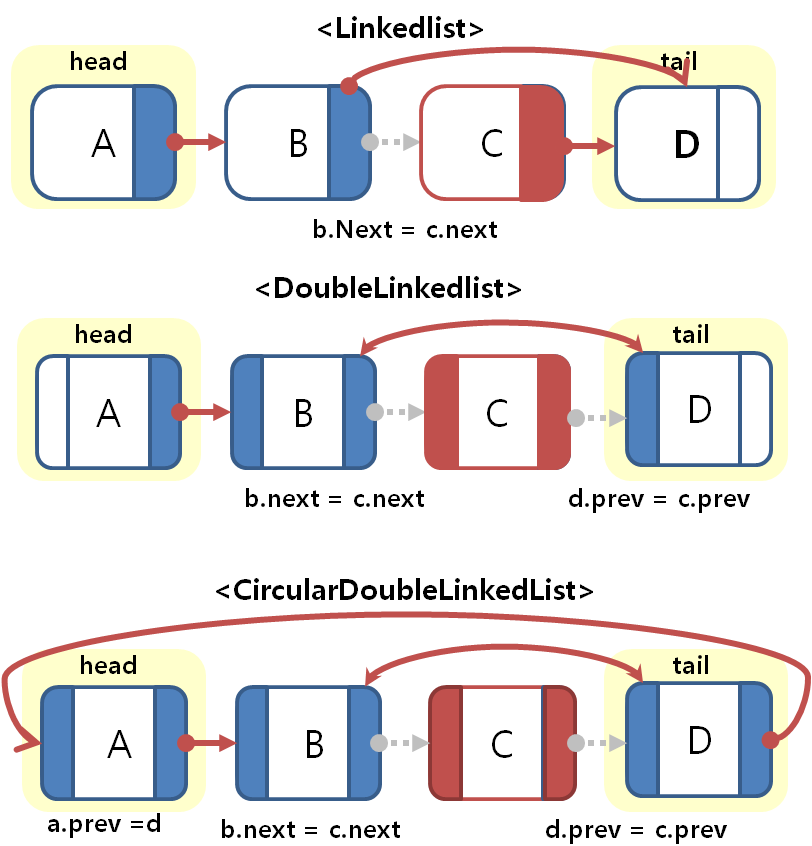 <Linkedlist>
head
tail
A
B
C
D
b.Next = c.next
<DoubleLinkedlist>
head
tail
A
B
C
D
b.next = c.next
d.prev = c.prev
<CircularDoubleLinkedList>
head
tail
A
B
C
D
a.prev =d
b.next = c.next
d.prev = c.prev